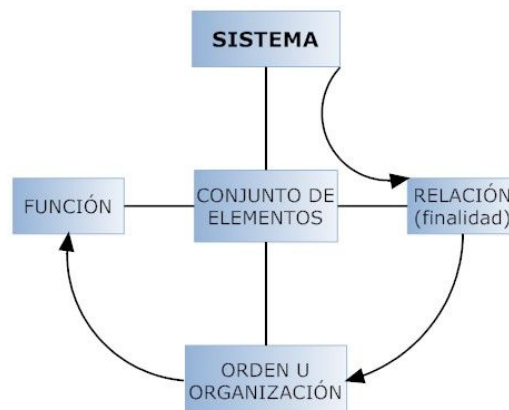 SISTEMA
FUNCIÓN
CONJUNTO DE
ELEMENTOS
RELACIÓN
(finalidad)
ORDEN U
ORGANIZACIÓN